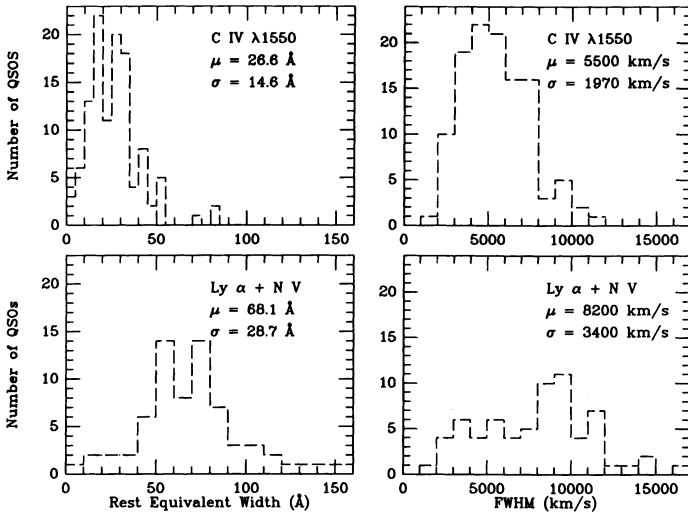 C IV λ1550
μ = 26.6 Å
σ = 14.6 Å
Number of QSOS
20
15
10
5
0
0
50
100
150
C IV λ1550
μ = 5500 km/s
σ = 1970 km/s
20
15
10
5
0
0
5000
10000
15000
Ly α + N V
μ = 68.1 Å
σ = 28.7 Å
Number of QSOs
20
15
10
5
0
0
50
100
150
Rest Equivalent Width (Å)
Ly α + N V
μ = 8200 km/s
σ = 3400 km/s
20
15
10
5
0
0
5000
10000
15000
FWHM (km/s)